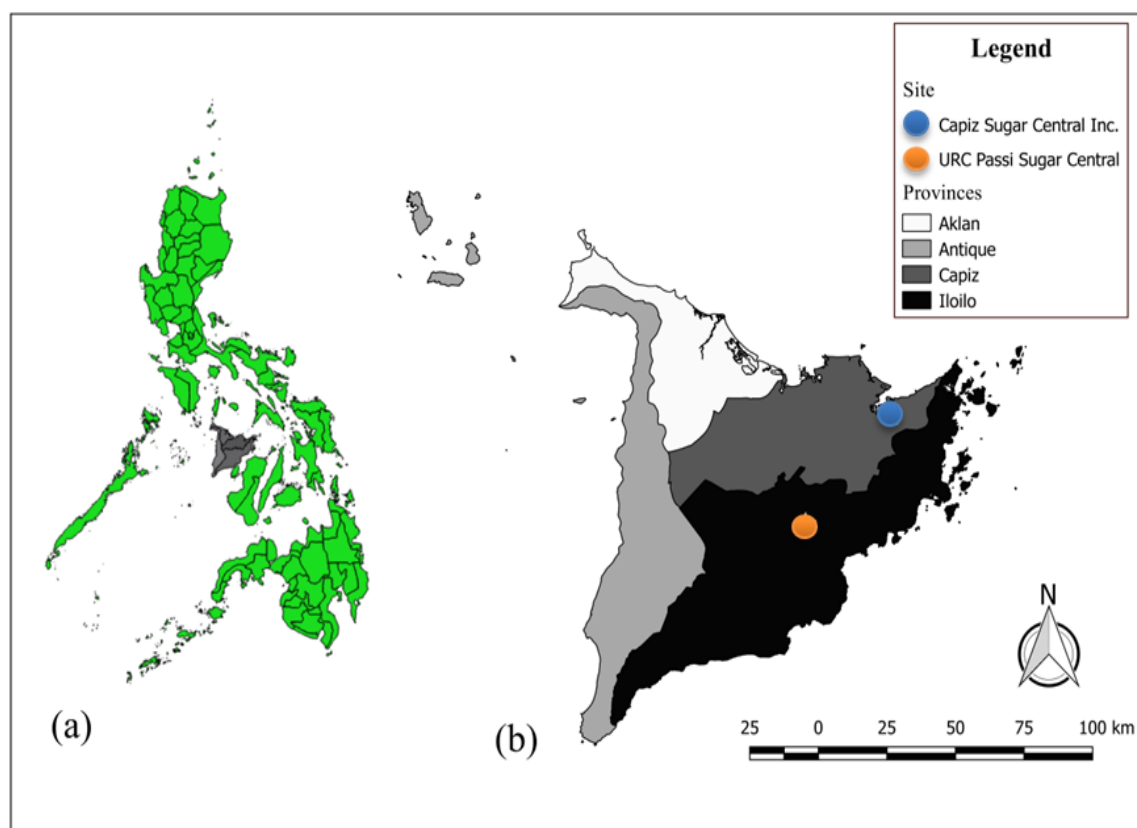 Legend
Site
Capiz Sugar Central Inc.
URC Passi Sugar Central
Provinces
Aklan
Antique
Capiz
Iloilo
N
(a)
(b)
25 0 25 50 75 100 km